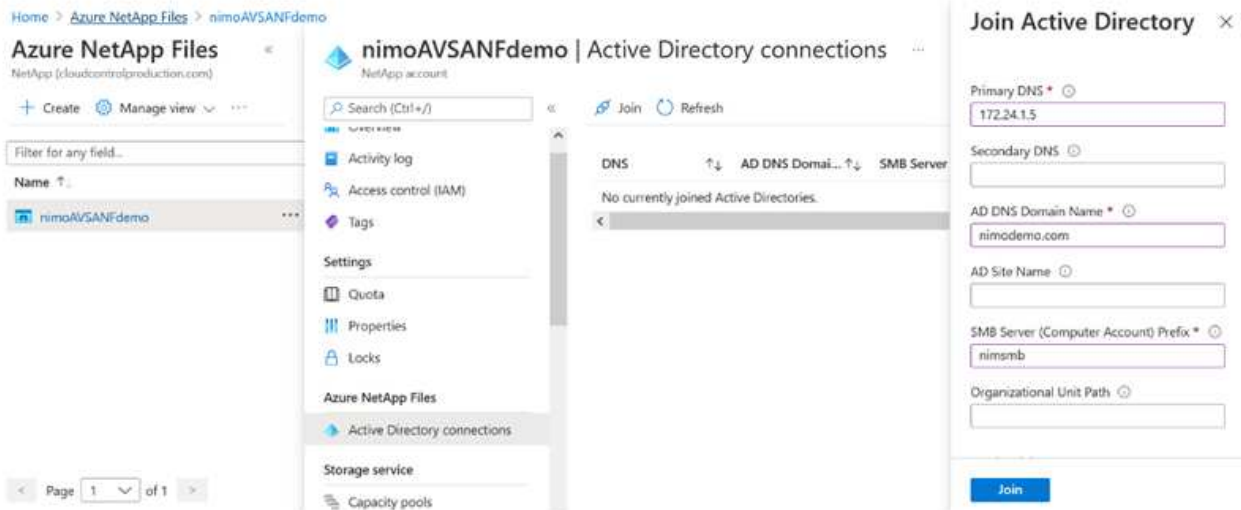 Home > Azure NetApp Files > nimoAVSANFdemo
Azure NetApp Files
NetApp (cloudcontrolproduction.com)
Create Manage view
Filter for any field...
Name
nimoAVSANFdemo
Page 1 of 1
nimoAVSANFdemo | Active Directory connections
NetApp account
Search (Ctrl+/)
Overview
Activity log
Access control (IAM)
Tags
Settings
Quota
Properties
Locks
Azure NetApp Files
Active Directory connections
Storage service
Capacity pools
Join Refresh
DNS AD DNS Domai... SMB Server
No currently joined Active Directories.
Join Active Directory
Primary DNS *
172.24.1.5
Secondary DNS
AD DNS Domain Name *
nimodemo.com
AD Site Name
SMB Server (Computer Account) Prefix *
nimsmb
Organizational Unit Path
Join